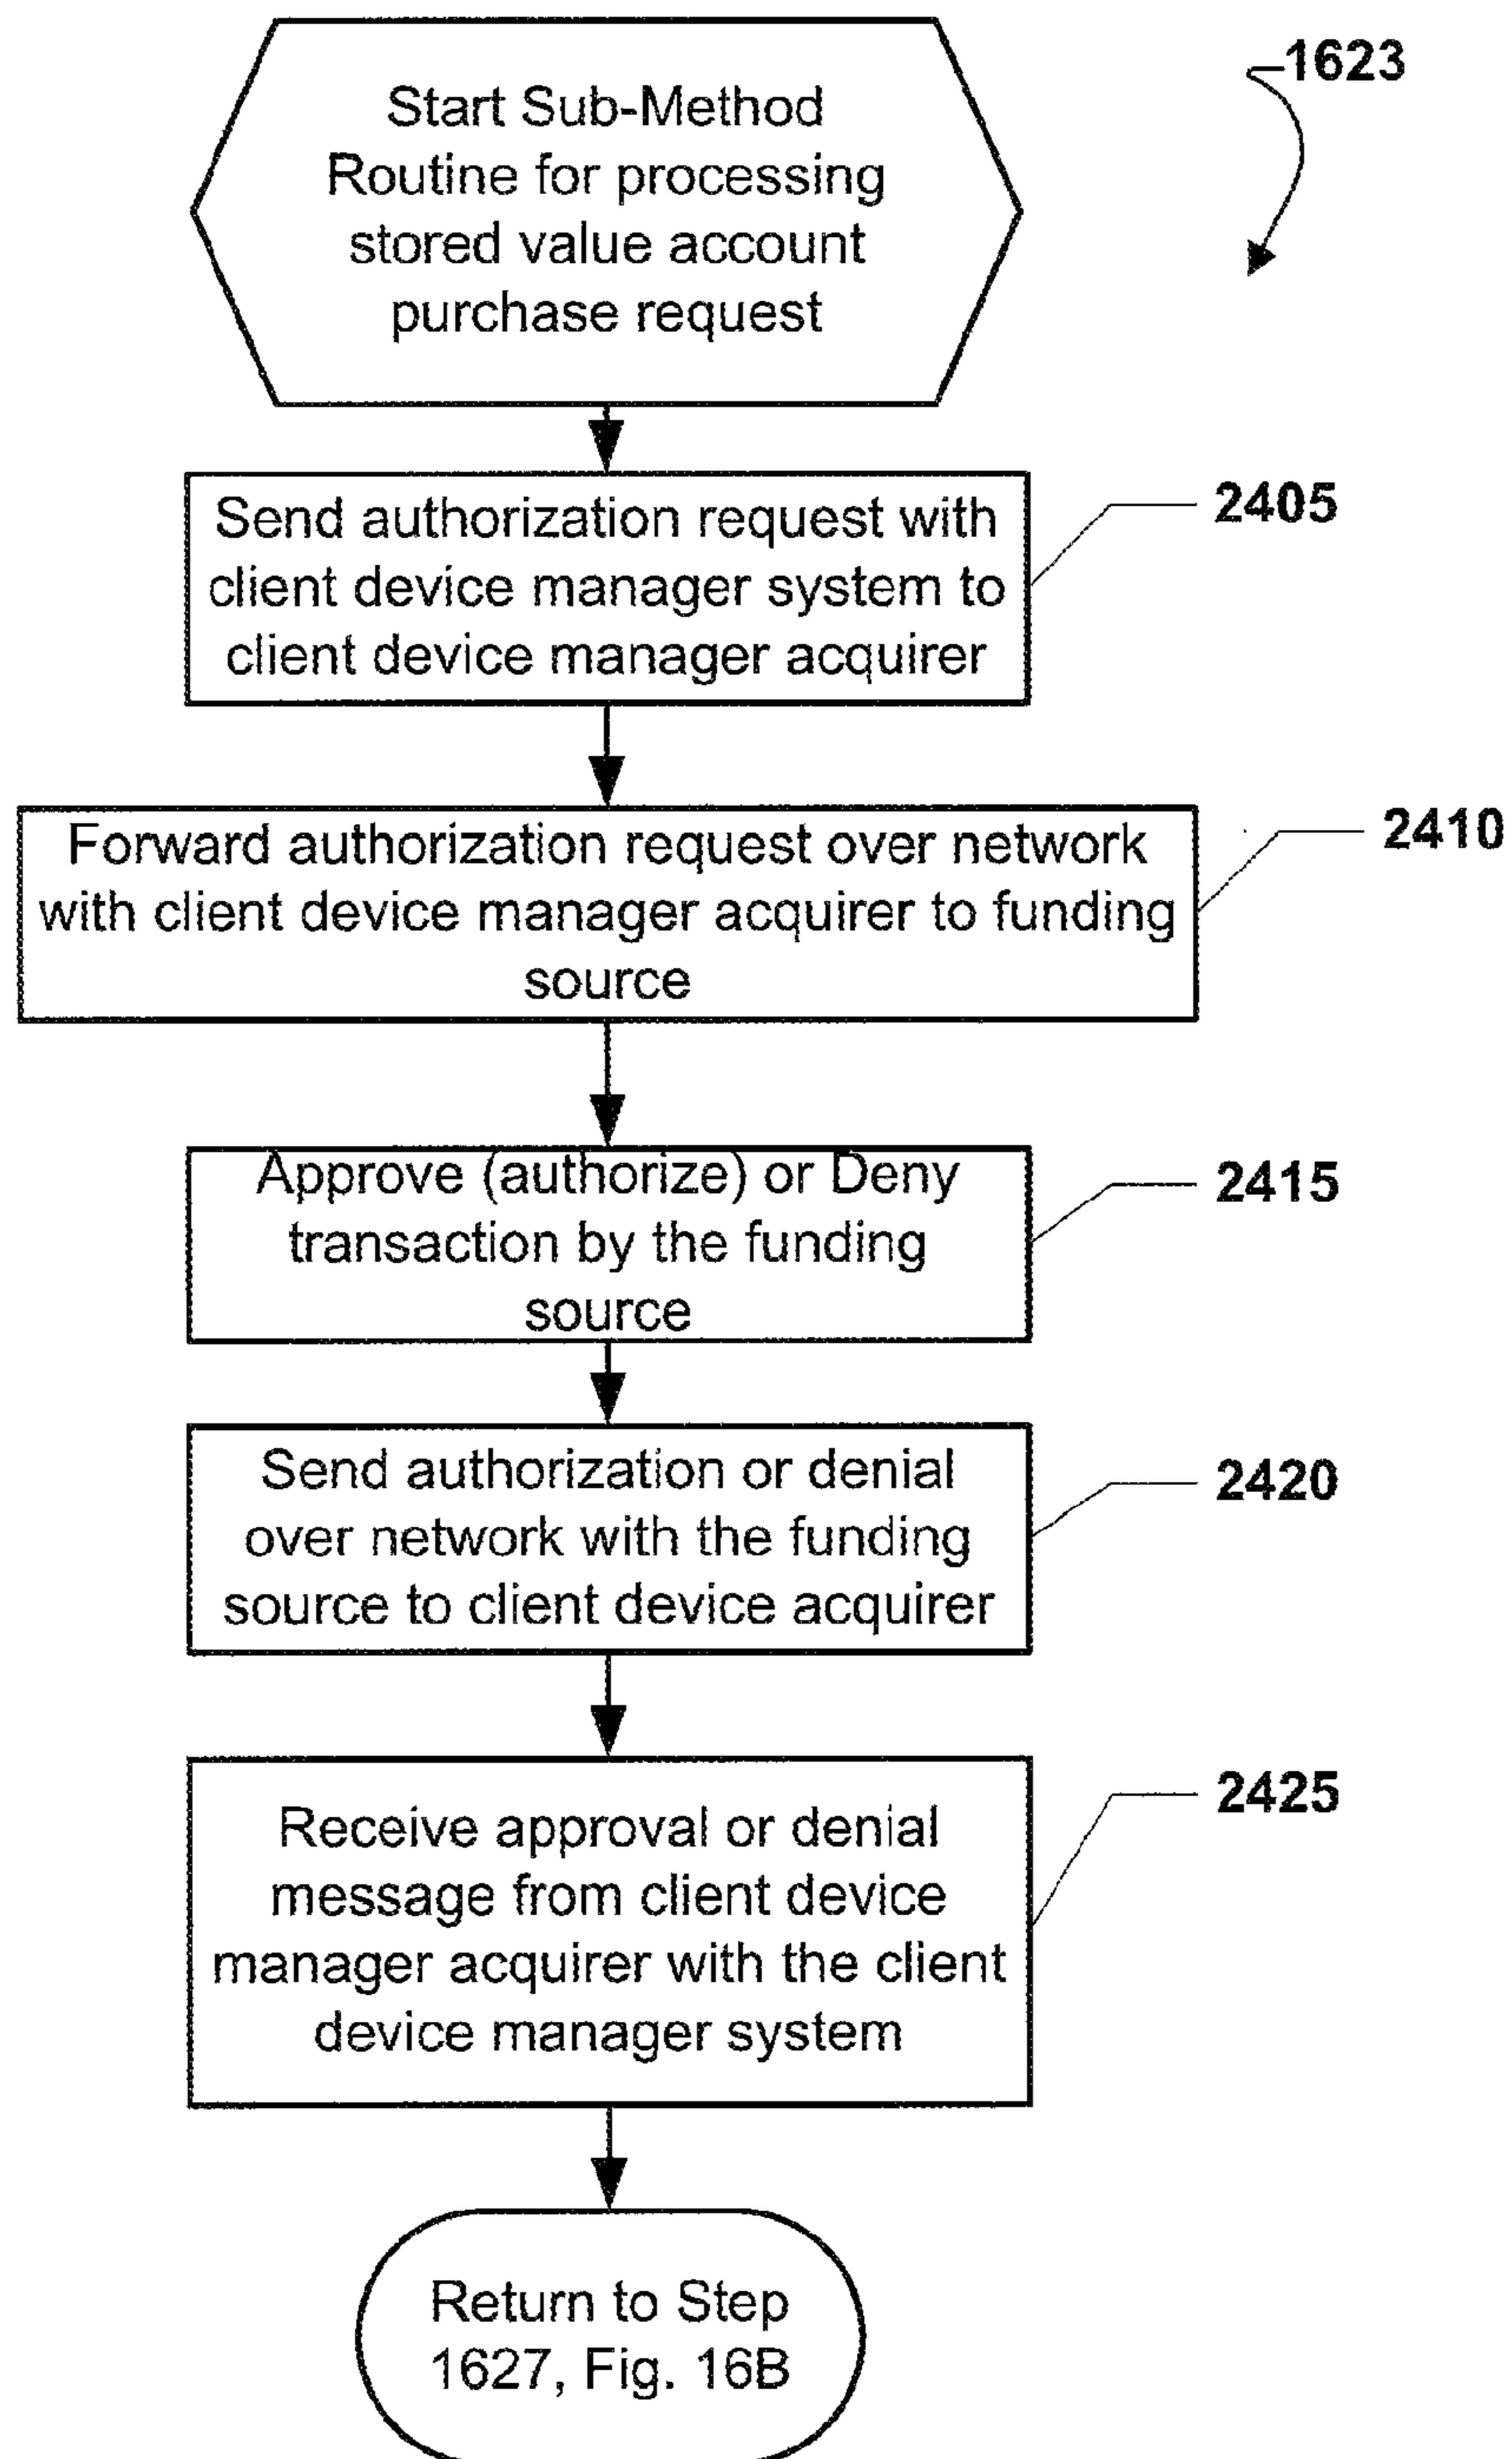 1623
Start Sub-Method
Routine for processing
stored value account
purchase request
Send authorization request with
client device manager system to
client device manager acquirer
2405
Forward authorization request over network
with client device manager acquirer to funding
source
2410
Approve (authorize) or Deny
transaction by the funding
source
2415
Send authorization or denial
over network with the funding
source to client device acquirer
2420
Receive approval or denial
message from client device
manager acquirer with the client
device manager system
2425
Return to Step
1627, Fig. 16B